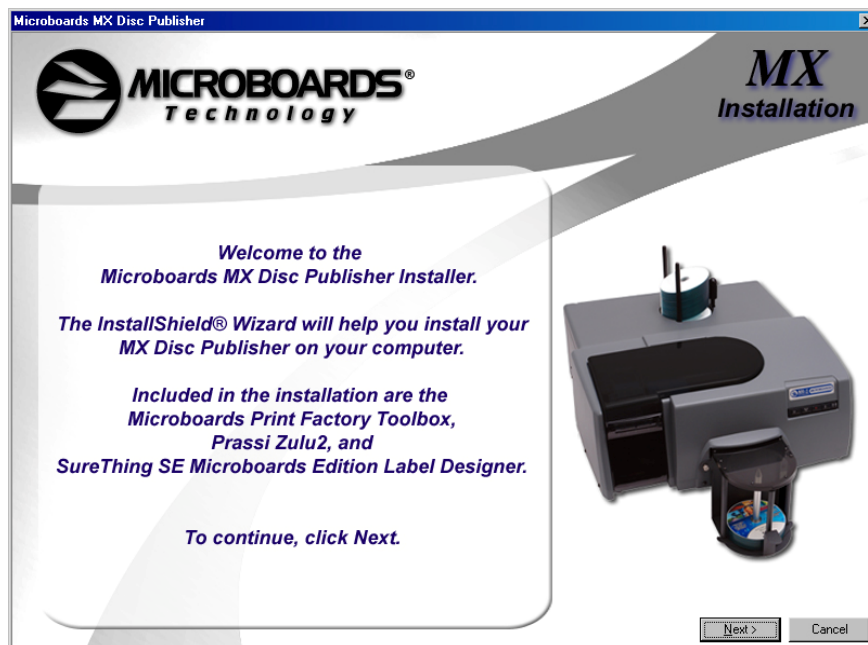 Microboards MX Disc Publisher
MICROBOARDS®
Technology
MX
Installation
Welcome to the
Microboards MX Disc Publisher Installer.
The InstallShield® Wizard will help you install your
MX Disc Publisher on your computer.
Included in the installation are the
Microboards Print Factory Toolbox,
Prassi Zulu2, and
SureThing SE Microboards Edition Label Designer.
To continue, click Next.
Next >
Cancel